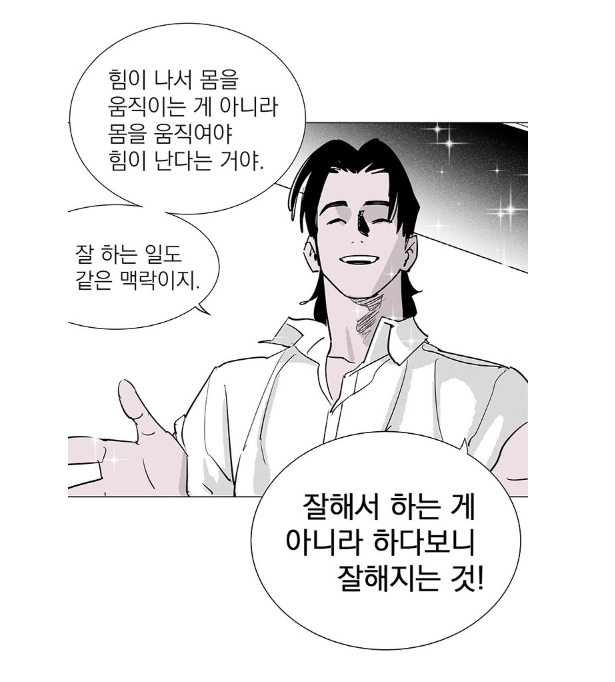 힘이 나서 몸을
움직이는 게 아니라
몸을 움직여야
힘이 난다는 거야.
잘 하는 일도
같은 맥락이지.
잘해서 하는 게
아니라 하다보니
잘해지는 것!